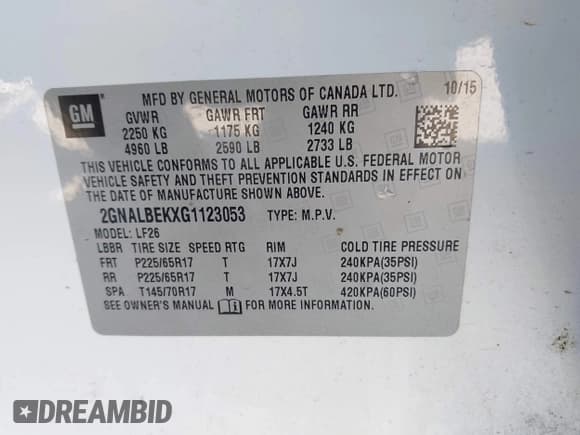 GM
MFD BY GENERAL MOTORS OF CANADA LTD. 10/15
GVWR GAWR FRT GAWR RR
2250 KG 1175 KG 1240 KG
4960 LB 2590 LB 2733 LB
THIS VEHICLE CONFORMS TO ALL APPLICABLE U.S. FEDERAL MOTOR
VEHICLE SAFETY AND THEFT PREVENTION STANDARDS IN EFFECT ON
THE DATE OF MANUFACTURE SHOWN ABOVE.
2GNALBEKXG1123053 TYPE: M.P.V.
MODEL: LF26
LBBR TIRE SIZE SPEED RTG RIM COLD TIRE PRESSURE
FRT P225/65R17 T 17X7J 240KPA(35PSI)
RR P225/65R17 T 17X7J 240KPA(35PSI)
SPA T145/70R17 M 17X4.5T 420KPA(60PSI)
SEE OWNER'S MANUAL FOR MORE INFORMATION.
DREAMBID